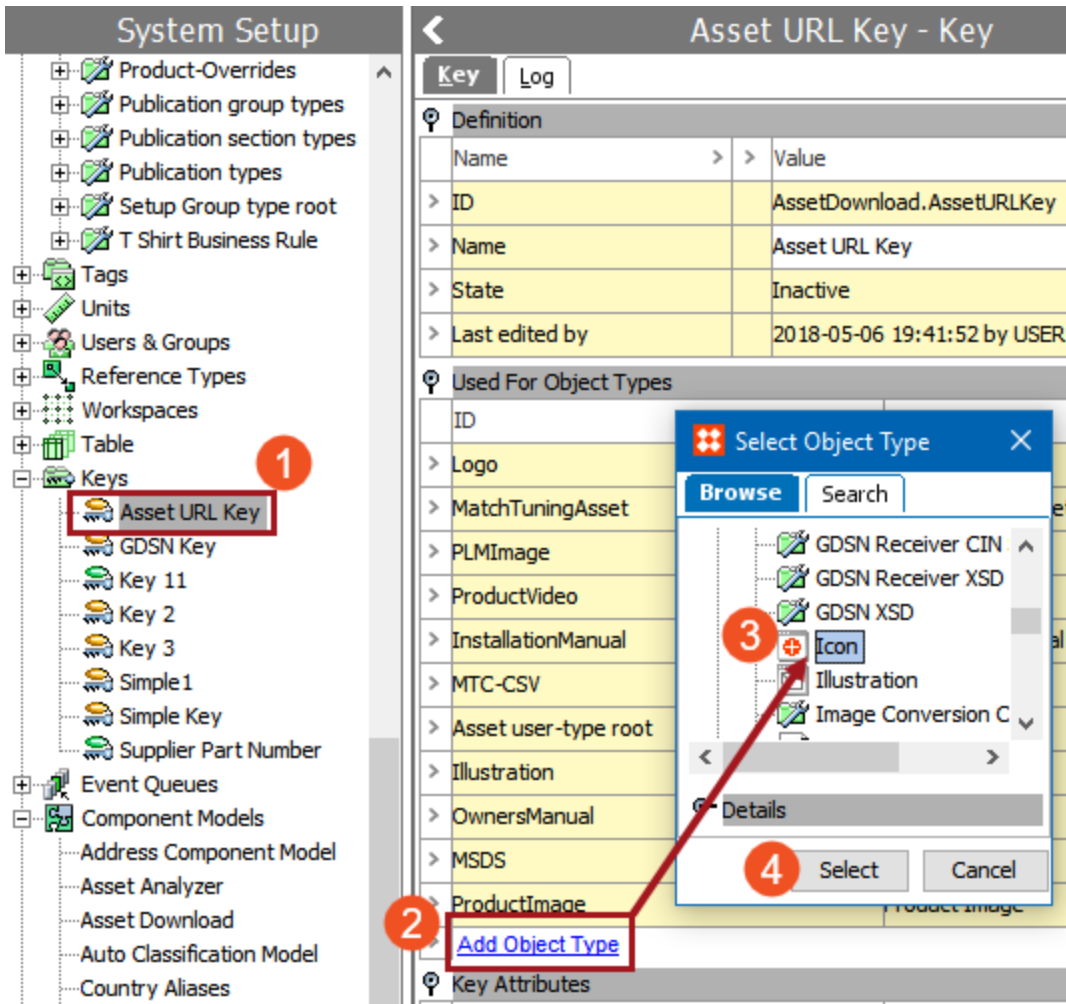 System Setup
Product-Overrides
Publication group types
Publication section types
Publication types
Setup Group type root
T Shirt Business Rule
Tags
Units
Users & Groups
Reference Types
Workspaces
Table
1
Keys
Asset URL Key
GDSN Key
Key 11
Key 2
Key 3
Simple1
Simple Key
Supplier Part Number
Event Queues
Component Models
Address Component Model
Asset Analyzer
Asset Download
Auto Classification Model
Country Aliases
Asset URL Key - Key
Key Log
Definition
Name > > Value
> ID AssetDownload.AssetURLKey
> Name Asset URL Key
> State Inactive
> Last edited by 2018-05-06 19:41:52 by USER
Used For Object Types
ID
> Logo
> MatchTuningAsset
> PLMImage
> ProductVideo
> InstallationManual
> MTC-CSV
> Asset user-type root
> Illustration
> OwnersManual
> MSDS
> ProductImage Product Image
2
> Add Object Type
Key Attributes
Select Object Type
Browse Search
GDSN Receiver CIN
GDSN Receiver XSD
GDSN XSD
3
Icon
Illustration
Image Conversion C
Details
4
Select Cancel